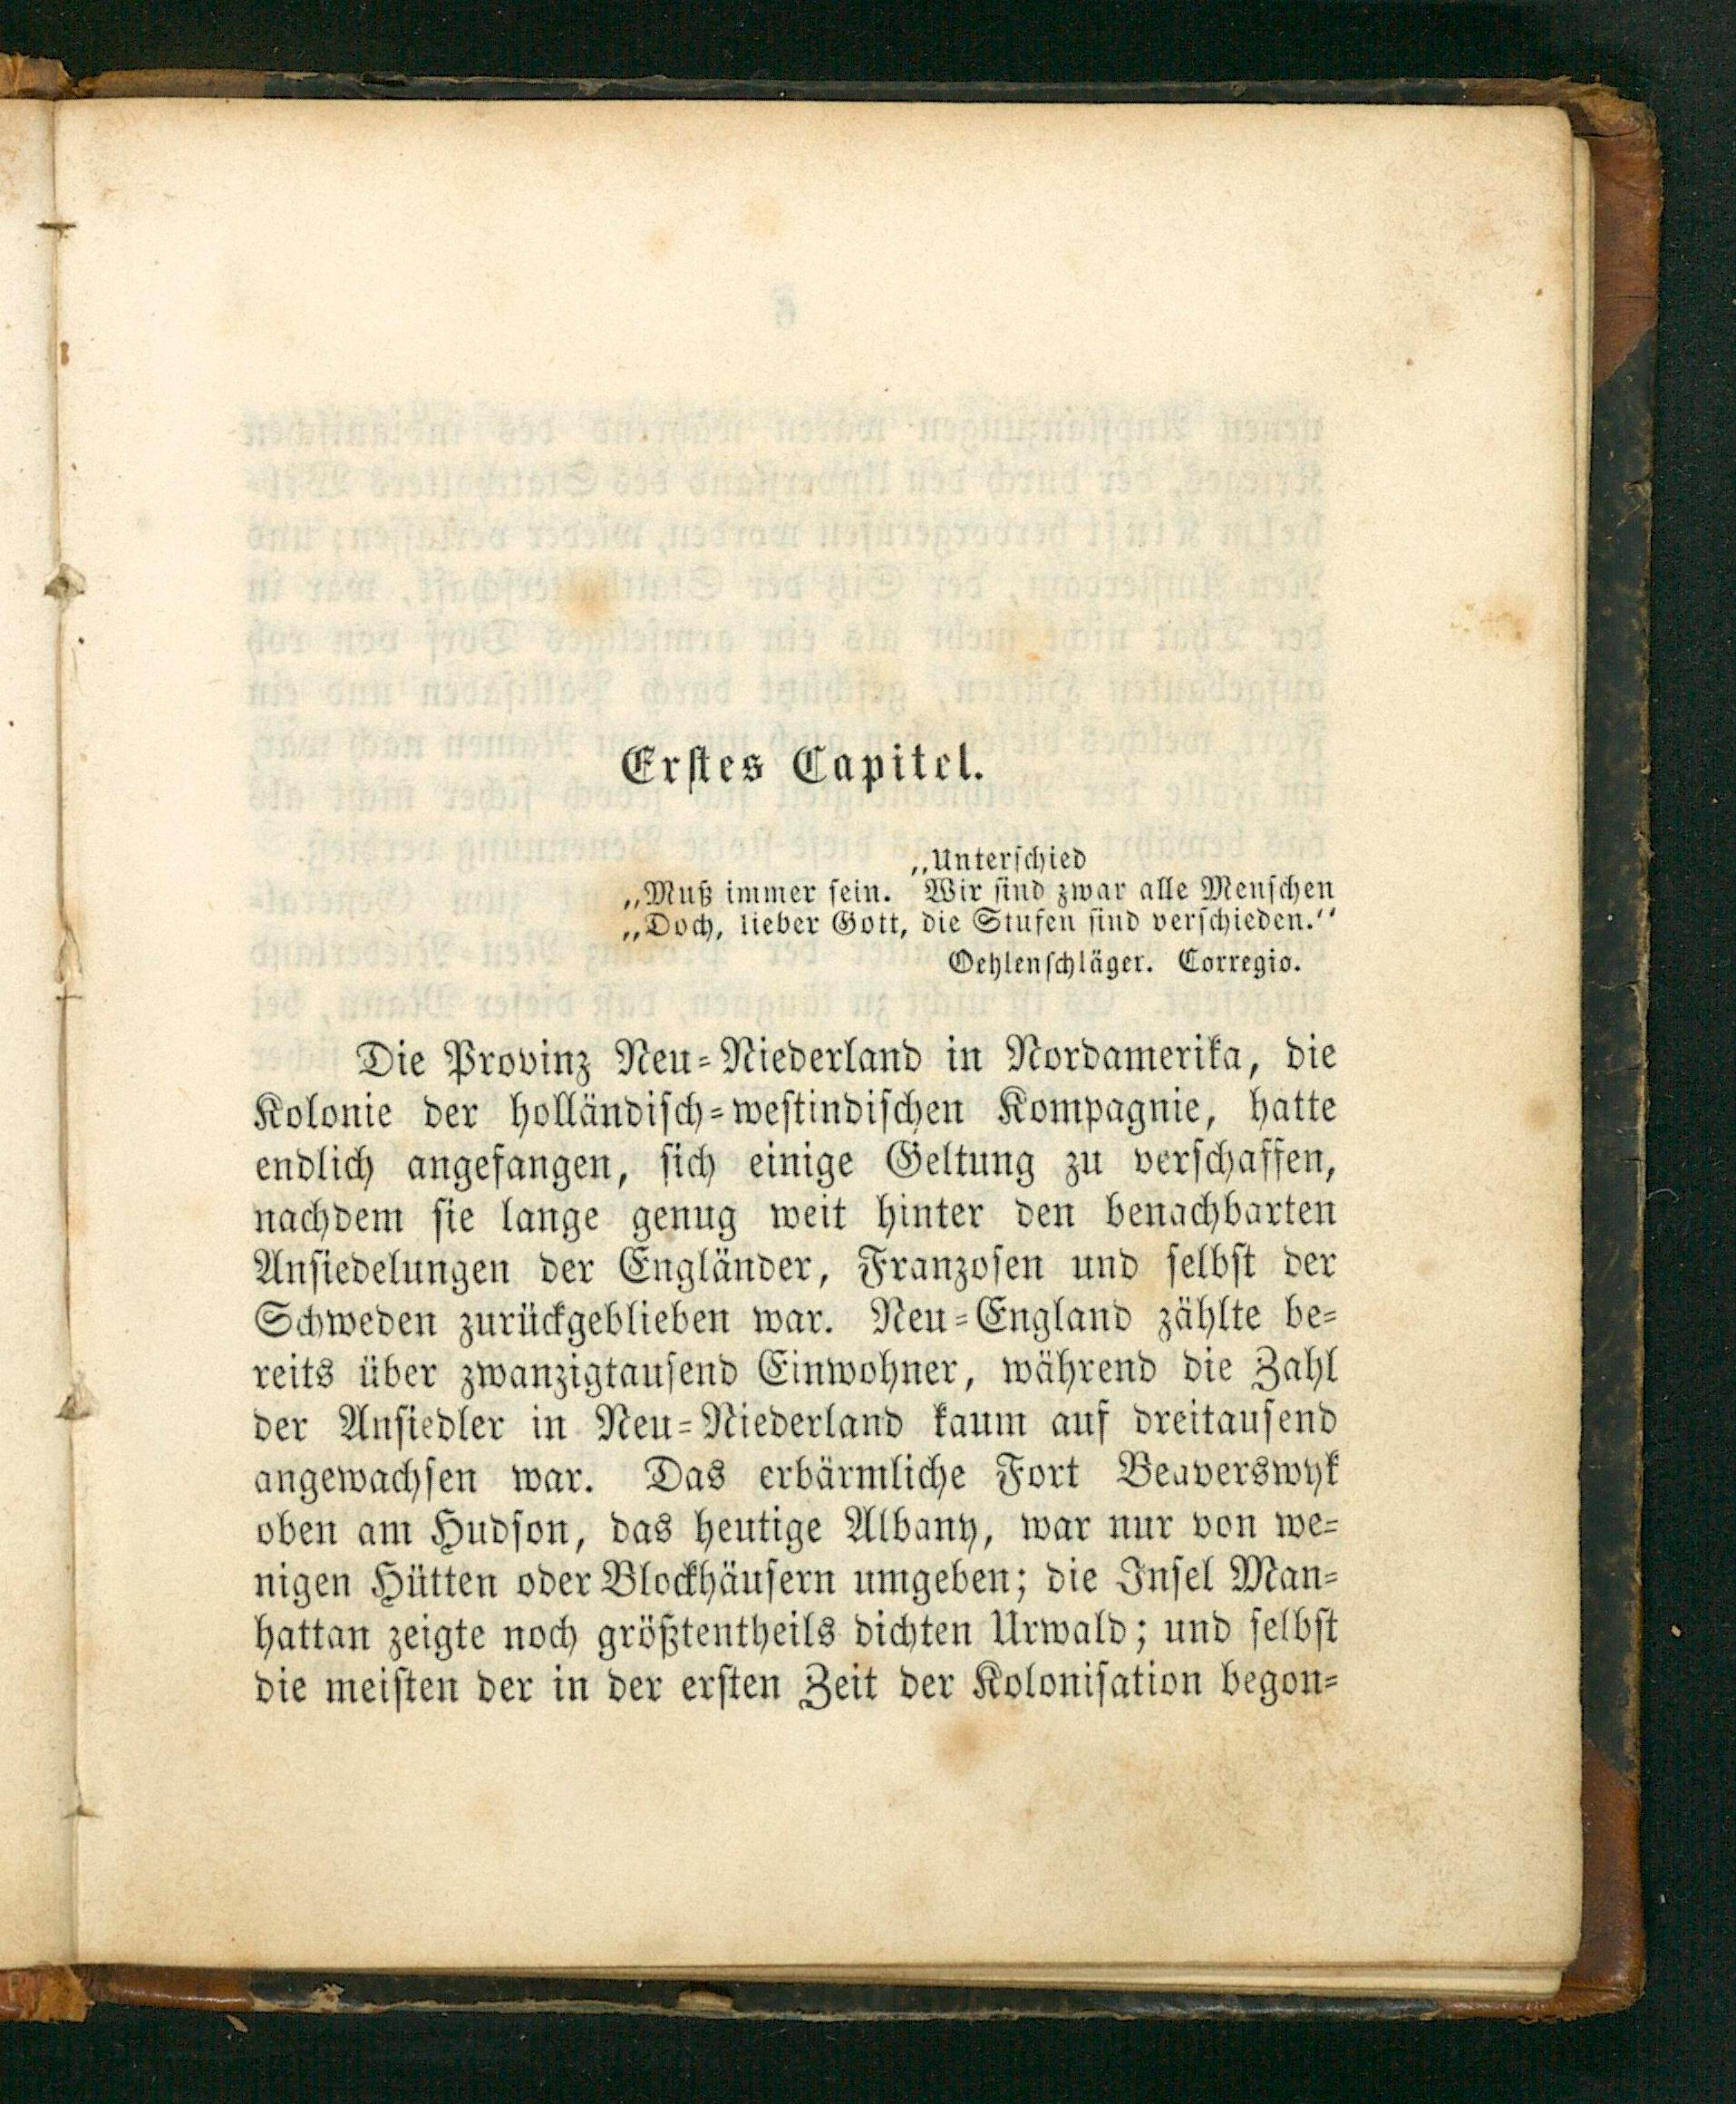 Erstes Capitel.
„Unterschied
„Muß immer sein. Wir sind zwar alle Menschen
„Doch, lieber Gott, die Stufen sind verschieden.“
Oehlenschläger. Corregio.
Die Provinz Neu-Niederland in Nordamerika, die
Kolonie der holländisch-westindischen Kompagnie, hatte
endlich angefangen, sich einige Geltung zu verschaffen,
nachdem sie lange genug weit hinter den benachbarten
Ansiedelungen der Engländer, Franzosen und selbst der
Schweden zurückgeblieben war. Neu-England zählte be-
reits über zwanzigtausend Einwohner, während die Zahl
der Ansiedler in Neu-Niederland kaum auf dreitausend
angewachsen war. Das erbärmliche Fort Beaverswyk
oben am Hudson, das heutige Albany, war nur von we-
nigen Hütten oder Blockhäusern umgeben; die Insel Man-
hattan zeigte noch größtentheils dichten Urwald; und selbst
die meisten der in der ersten Zeit der Kolonisation begon-